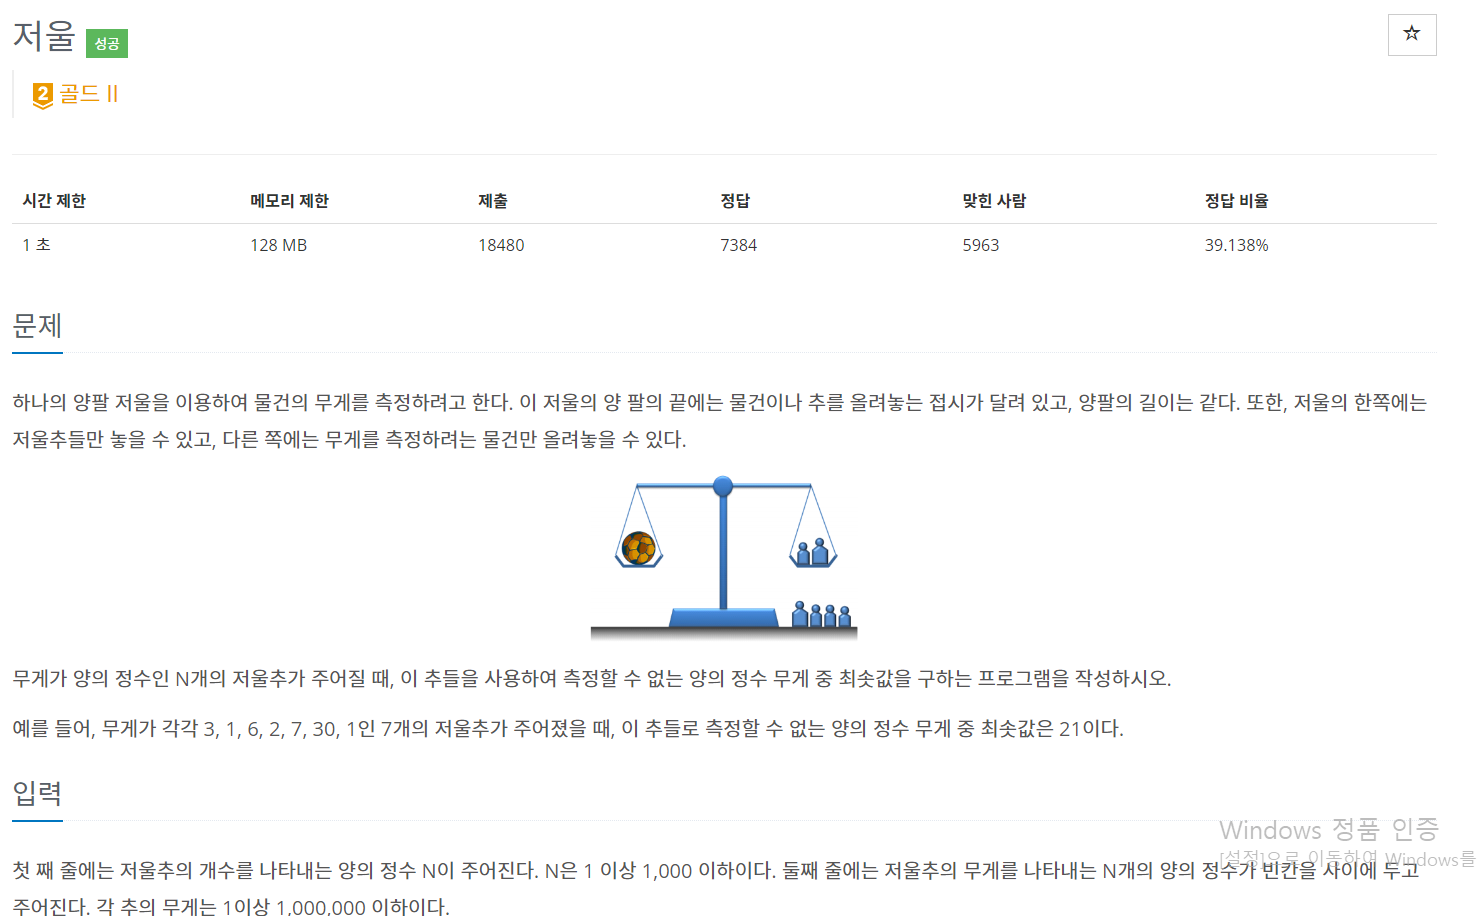 저울 성공
☆
2 골드 II
시간 제한 메모리 제한 제출 정답 맞힌 사람 정답 비율
1 초 128 MB 18480 7384 5963 39.138%
문제
하나의 양팔 저울을 이용하여 물건의 무게를 측정하려고 한다. 이 저울의 양 팔의 끝에는 물건이나 추를 올려놓는 접시가 달려 있고, 양팔의 길이는 같다. 또한, 저울의 한쪽에는
저울추들만 놓을 수 있고, 다른 쪽에는 무게를 측정하려는 물건만 올려놓을 수 있다.
무게가 양의 정수인 N개의 저울추가 주어질 때, 이 추들을 사용하여 측정할 수 없는 양의 정수 무게 중 최솟값을 구하는 프로그램을 작성하시오.
예를 들어, 무게가 각각 3, 1, 6, 2, 7, 30, 1인 7개의 저울추가 주어졌을 때, 이 추들로 측정할 수 없는 양의 정수 무게 중 최솟값은 21이다.
입력
Windows 정품 인증
[설정]으로 이동하여 Windows를
첫 째 줄에는 저울추의 개수를 나타내는 양의 정수 N이 주어진다. N은 1 이상 1,000 이하이다. 둘째 줄에는 저울추의 무게를 나타내는 N개의 양의 정수가 빈칸을 사이에 두고
주어진다. 각 추의 무게는 1이상 1,000,000 이하이다.